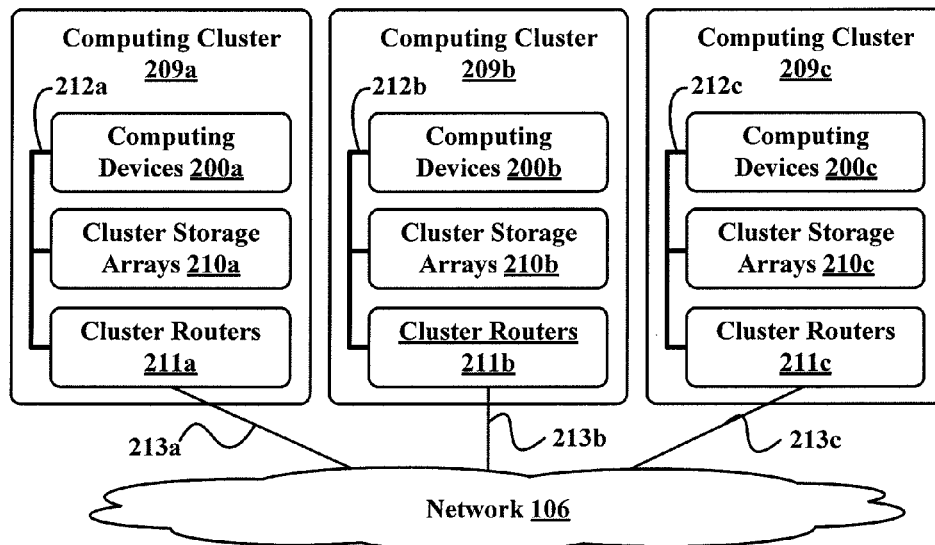 Computing Cluster
209a
212a
Computing
Devices 200a
Cluster Storage
Arrays 210a
Cluster Routers
211a
Computing Cluster
209b
212b
Computing
Devices 200b
Cluster Storage
Arrays 210b
Cluster Routers
211b
Computing Cluster
209c
212c
Computing
Devices 200c
Cluster Storage
Arrays 210c
Cluster Routers
211c
213a
213b
213c
Network 106